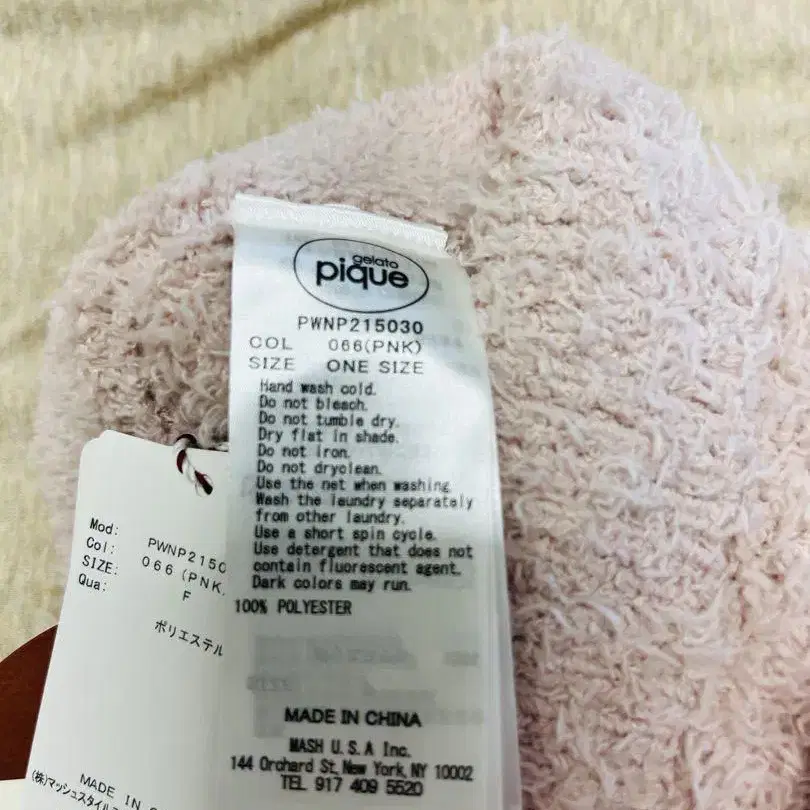 gelato
pique
PWNP215030
COL 066(PNK)
SIZE ONE SIZE
Hand wash cold.
Do not bleach.
Do not tumble dry.
Dry flat in shade.
Do not iron.
Do not dryclean.
Use the net when washing
Wash the laundry separately
from other laundry.
Use a short spin cycle.
Use detergent that does not
contain fluorescent agent.
Dark colors may run.
100% POLYESTER
MADE IN CHINA
MASH U.S.A Inc.
144 Orchard St, New York, NY 10002
TEL 917 409 5520
Mod: PWNP2150
Col: 066 (PNK
SIZE: F
Qua:
ポリエステル
MADE IN
(株)マッシュスタイル